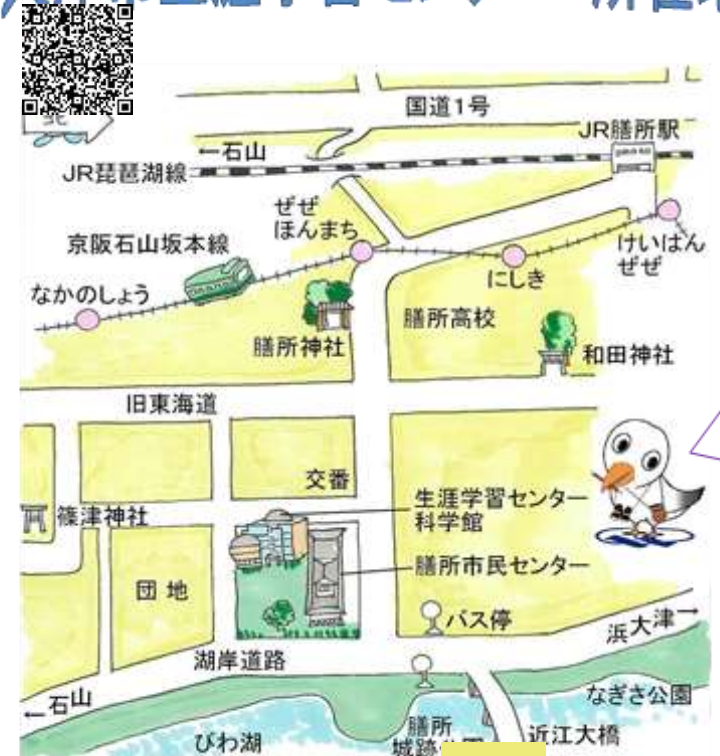 国道1号
JR膳所駅
←石山
JR琵琶湖線
ぜぜ
ほんまち
京阪石山坂本線
けいはん
ぜぜ
にしき
なかのしょう
膳所高校
膳所神社
和田神社
旧東海道
交番
生涯学習センター
科学館
篠津神社
膳所市民センター
団地
バス停
浜大津→
湖岸道路
←石山
なぎさ公園
びわ湖
膳所
城跡
近江大橋